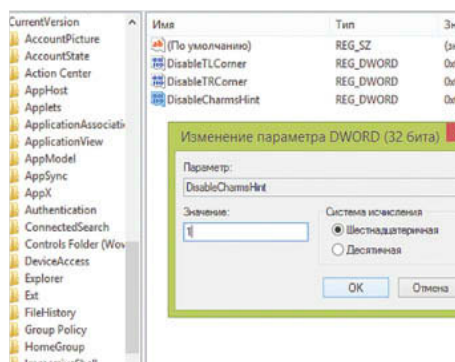 CurrentVersion
AccountPicture
AccountState
Action Center
AppHost
Applets
ApplicationAssociati
ApplicationView
AppModel
AppSync
AppX
Authentication
ConnectedSearch
Controls Folder (Wov
DeviceAccess
Explorer
Ext
FileHistory
Group Policy
HomeGroup
Имя Тип
ab (По умолчанию) REG_SZ
DisableTLCorner REG_DWORD
DisableTRCorner REG_DWORD
DisableCharmsHint REG_DWORD
Изменение параметра DWORD (32 бита)
Параметр:
DisableCharmsHint
Значение:
1
Система исчисления
Шестнадцатеричная
Десятичная
OK Отмена